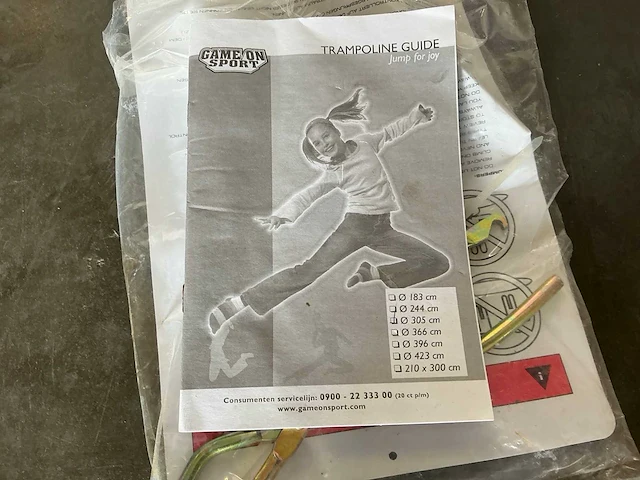 GAME ON
SPORT
TRAMPOLINE GUIDE
Jump for joy
Ø 183 cm
Ø 244 cm
Ø 305 cm
Ø 366 cm
Ø 396 cm
Ø 423 cm
210 x 300 cm
Consumenten servicelijn: 0900 - 22 333 00 (20 ct p/m)
www.gameonsport.com
JUMPERS: